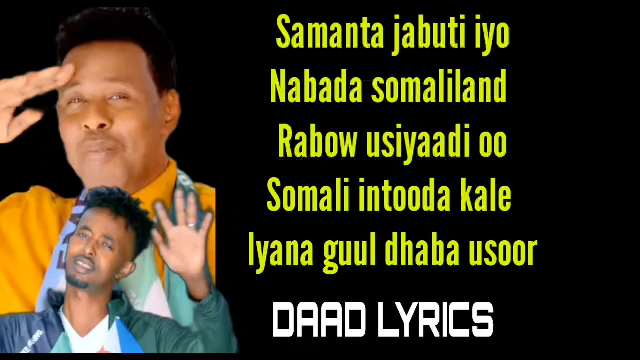 Samanta jabuti iyo
Nabada somaliland
Rabow usiyaadi oo
Somali intooda kale
Iyana guul dhaba usoor
DAAD LYRICS